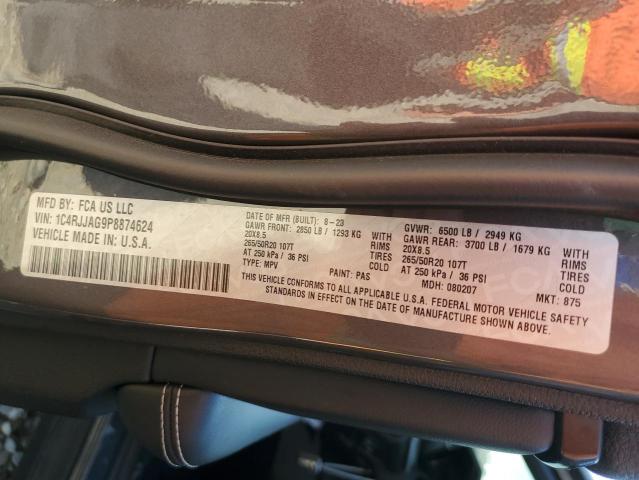 MFD BY: FCA US LLC
VIN: 1C4RJJAG9P8874624
VEHICLE MADE IN: U.S.A.
DATE OF MFR (BUILT): 8-23
GAWR FRONT: 2850 LB / 1293 KG WITH
20X8.5 RIMS
265/50R20 107T TIRES
AT 250 kPa / 36 PSI COLD
TYPE: MPV PAINT: PAS
GVWR: 6500 LB / 2949 KG
GAWR REAR: 3700 LB / 1679 KG WITH
20X8.5 RIMS
265/50R20 107T TIRES
AT 250 kPa / 36 PSI COLD
MDH: 080207 MKT: 875
THIS VEHICLE CONFORMS TO ALL APPLICABLE U.S.A. FEDERAL MOTOR VEHICLE SAFETY
STANDARDS IN EFFECT ON THE DATE OF MANUFACTURE SHOWN ABOVE.